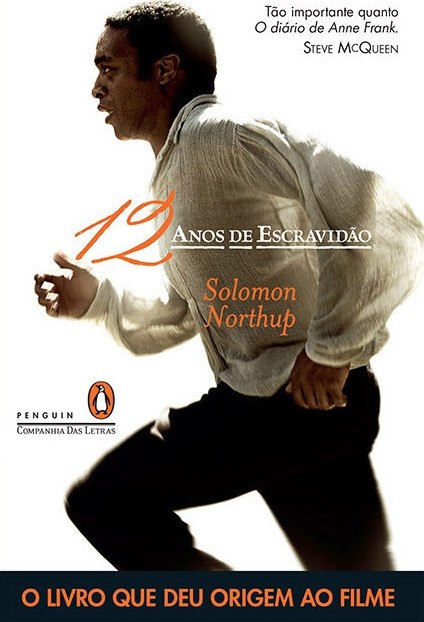 Tão importante quanto
O diário de Anne Frank.
Steve McQueen
12 Anos de Escravidão
Solomon
Northup
PENGUIN
Companhia Das Letras
O LIVRO QUE DEU ORIGEM AO FILME